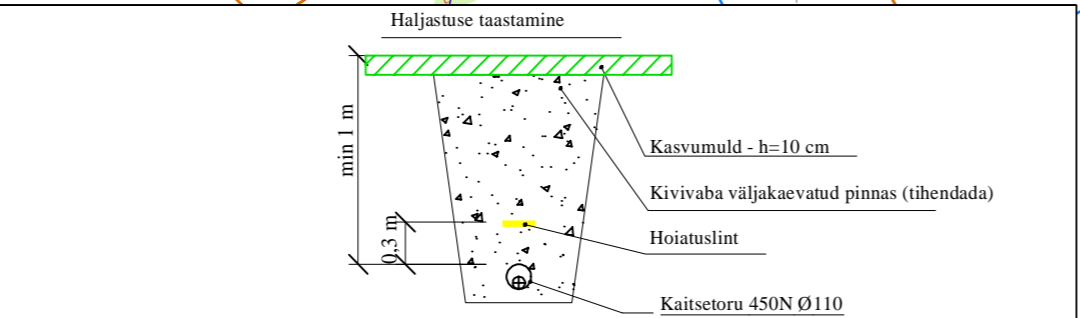 Haljastuse taastamine
min 1 m
0,3 m
Kasvumuld - h=10 cm
Kivivaba väljakaevatud pinnas (tihendada)
Hoiatuslint
Kaitsetoru 450N Ø110